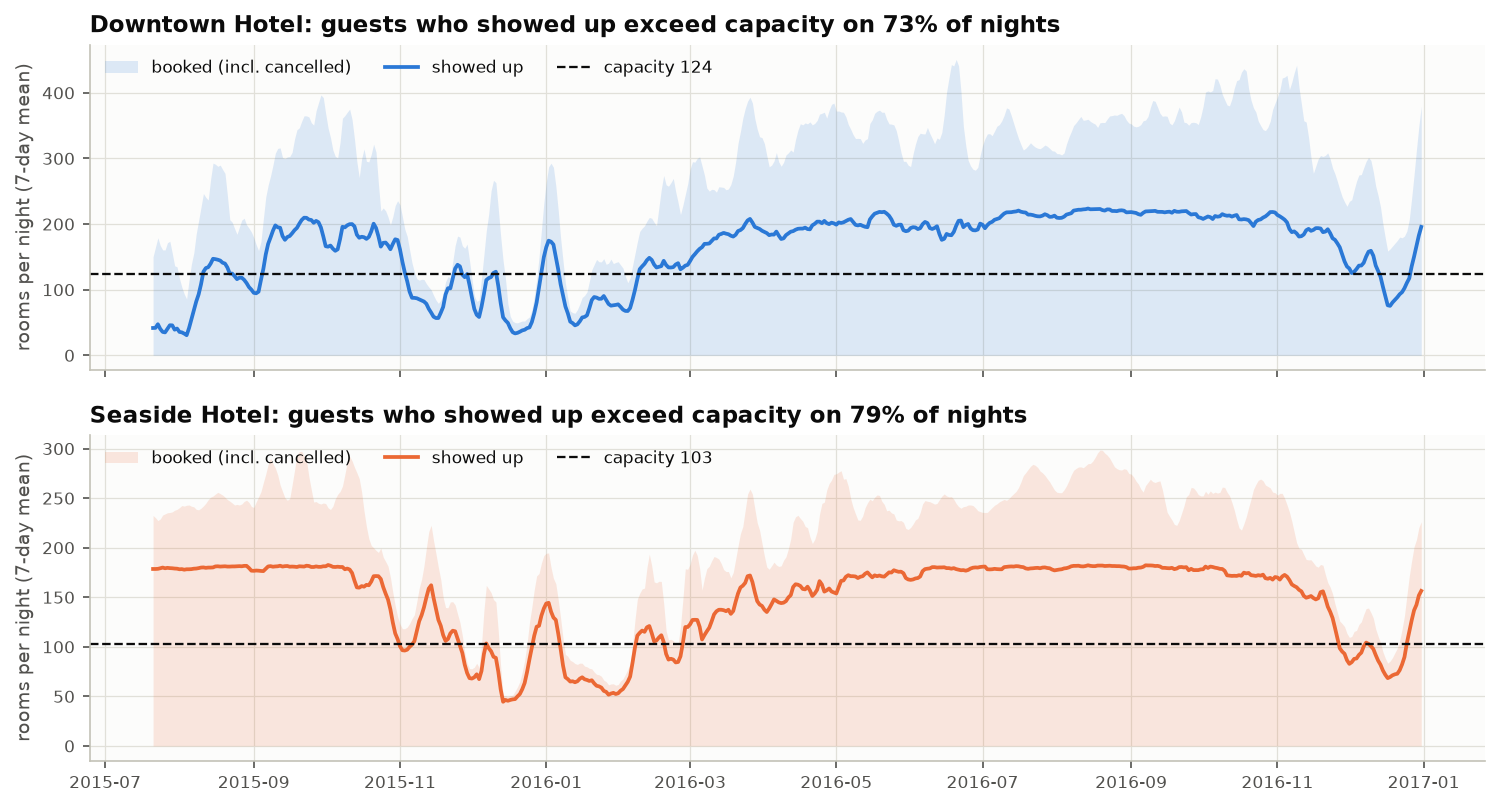 Downtown Hotel: guests who showed up exceed capacity on 73% of nights
booked (incl. cancelled)
showed up
capacity 124
rooms per night (7-day mean)
400
300
200
100
0
Seaside Hotel: guests who showed up exceed capacity on 79% of nights
booked (incl. cancelled)
showed up
capacity 103
rooms per night (7-day mean)
300
250
200
150
100
50
0
2015-07
2015-09
2015-11
2016-01
2016-03
2016-05
2016-07
2016-09
2016-11
2017-01